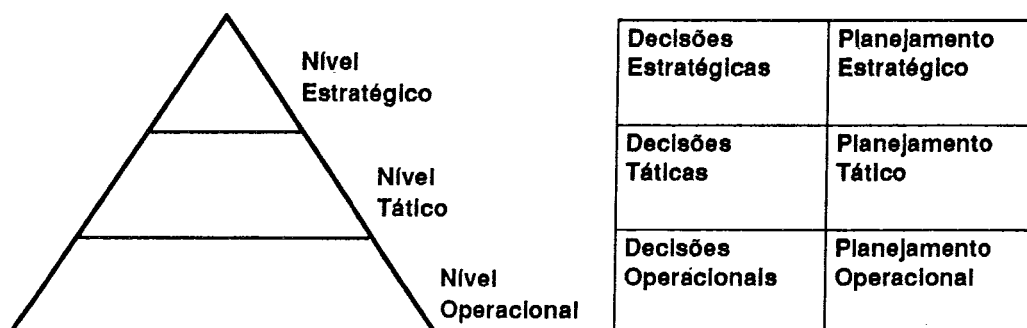 Nível
Estratégico
Nível
Tático
Nível
Operacional
Decisões
Estratégicas
Planejamento
Estratégico
Decisões
Táticas
Planejamento
Tático
Decisões
Operacionais
Planejamento
Operacional